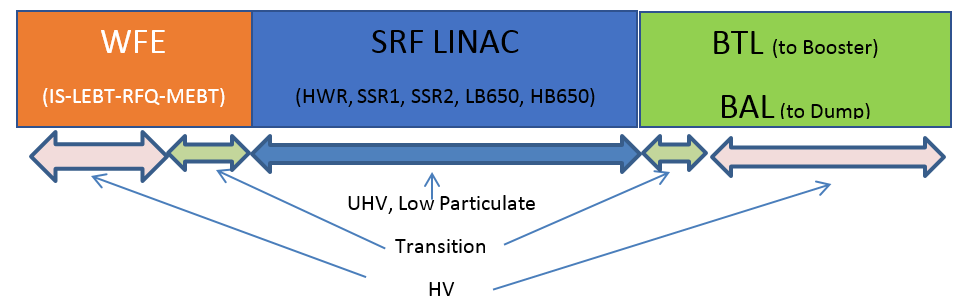 WFE
(IS-LEBT-RFQ-MEBT)
SRF LINAC
(HWR, SSR1, SSR2, LB650, HB650)
BTL (to Booster)
BAL (to Dump)
UHV, Low Particulate
Transition
HV